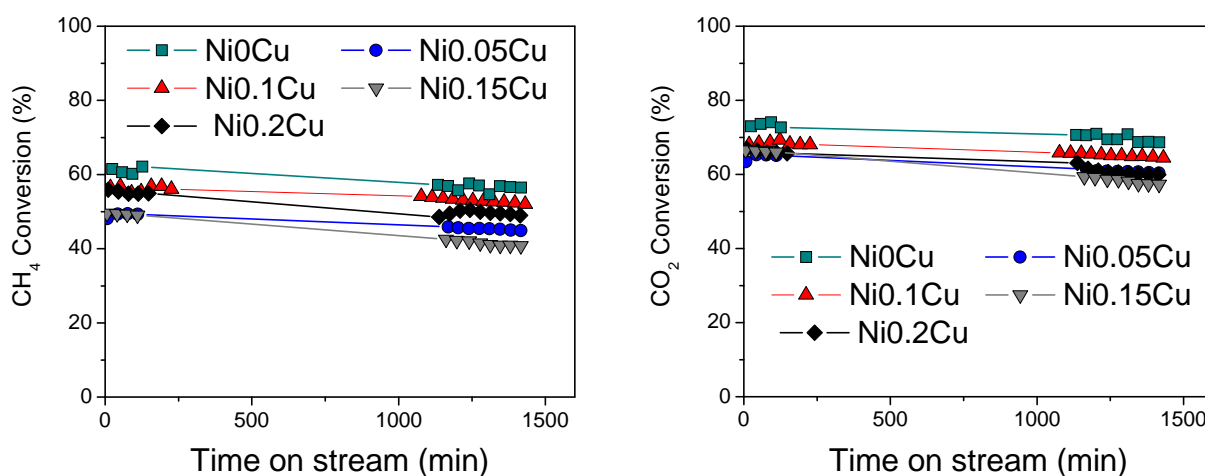 100
80
60
40
20
0
CH4 Conversion (%)
Ni0Cu
Ni0.05Cu
Ni0.1Cu
Ni0.15Cu
Ni0.2Cu
0
500
1000
1500
Time on stream (min)
100
80
60
40
20
0
CO2 Conversion (%)
Ni0Cu
Ni0.05Cu
Ni0.1Cu
Ni0.15Cu
Ni0.2Cu
0
500
1000
1500
Time on stream (min)